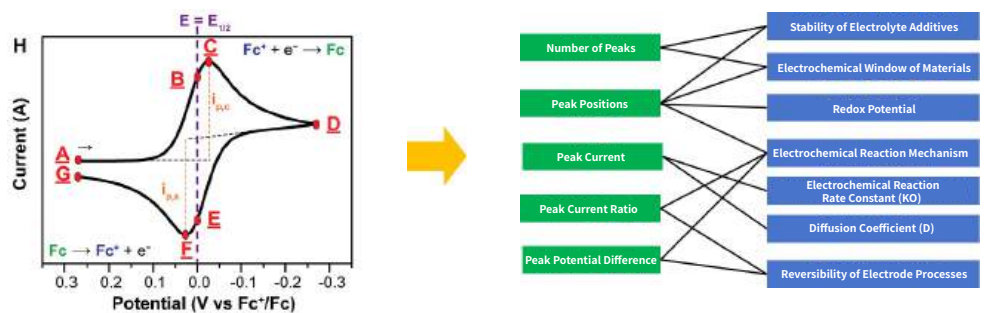 E = E1/2
H
Fc⁺ + e⁻ → Fc
C
B
ip,c
D
A →
G
ip,a
E
F
Fc → Fc⁺ + e⁻
Current (A)
0.3 0.2 0.1 0.0 -0.1 -0.2 -0.3
Potential (V vs Fc⁺/Fc)
Number of Peaks
Peak Positions
Peak Current
Peak Current Ratio
Peak Potential Difference
Stability of Electrolyte Additives
Electrochemical Window of Materials
Redox Potential
Electrochemical Reaction Mechanism
Electrochemical Reaction
Rate Constant (KO)
Diffusion Coefficient (D)
Reversibility of Electrode Processes